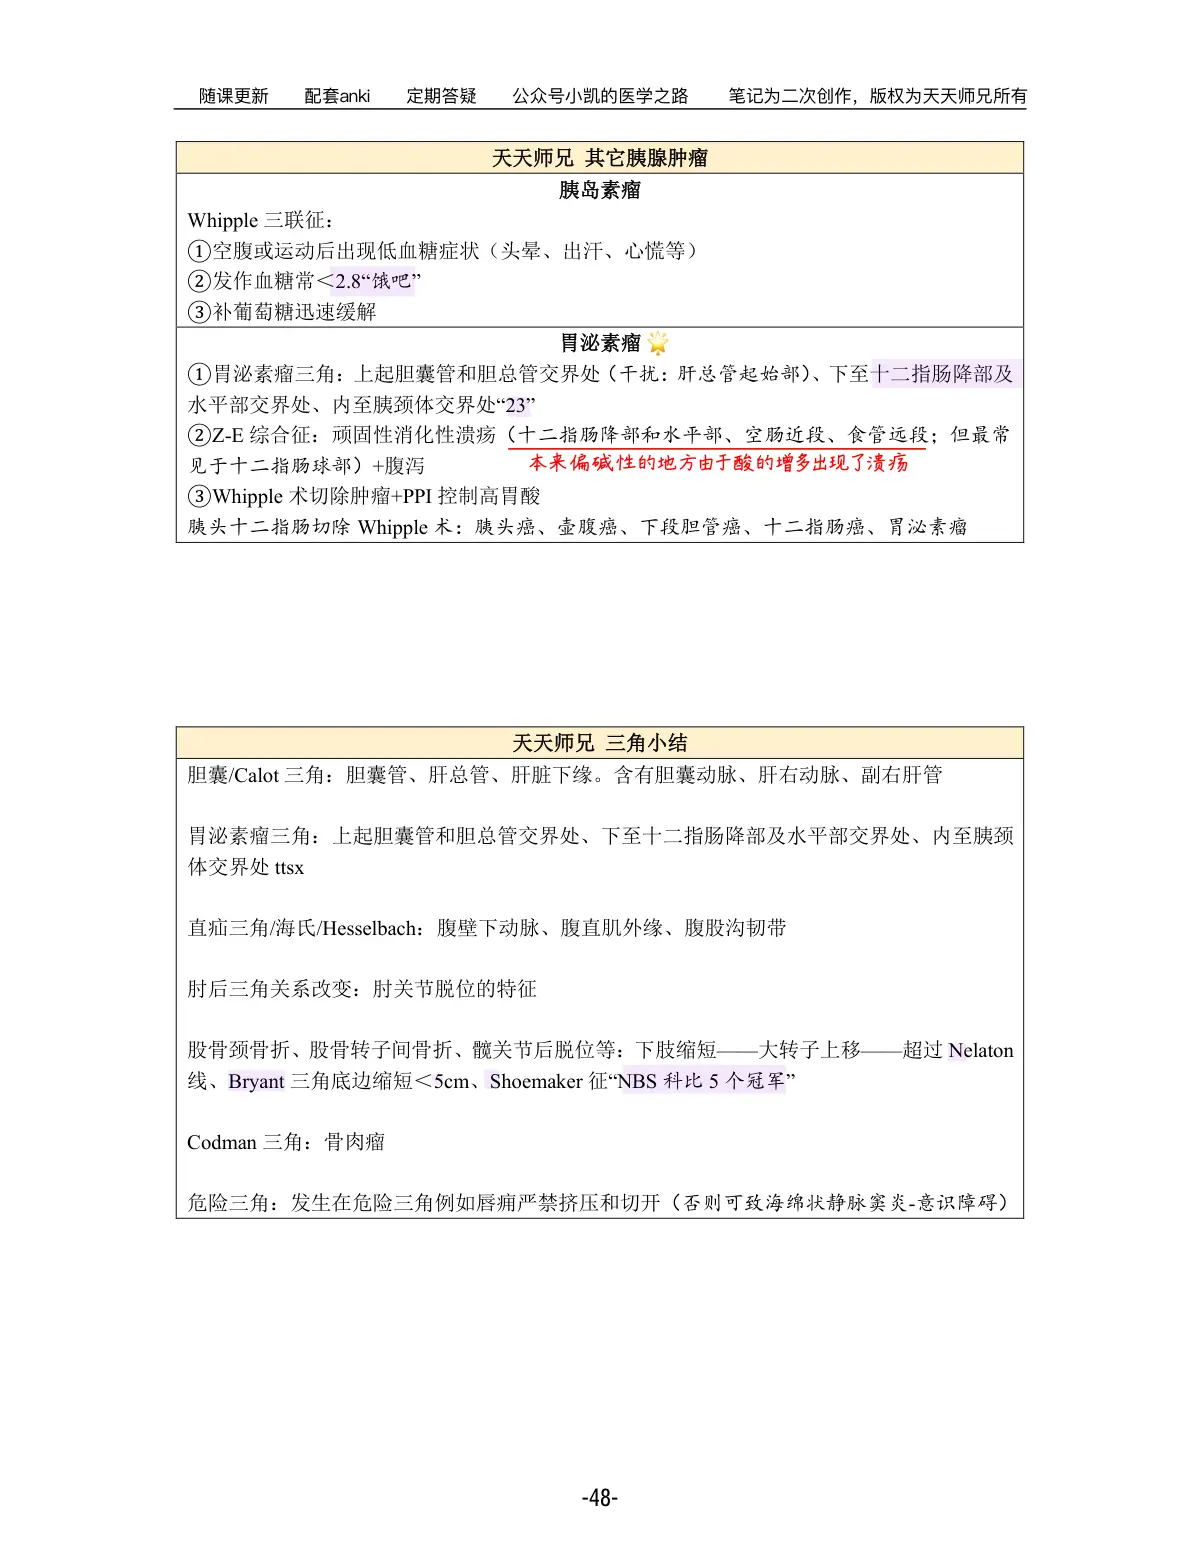 随课更新 配套anki 定期答疑 公众号小凯的医学之路 笔记为二次创作，版权为天天师兄所有
天天师兄 其它胰腺肿瘤
胰岛素瘤
Whipple 三联征：
①空腹或运动后出现低血糖症状（头晕、出汗、心慌等）
②发作血糖常＜2.8“饿吧”
③补葡萄糖迅速缓解
胃泌素瘤
①胃泌素瘤三角：上起胆囊管和胆总管交界处（干扰：肝总管起始部）、下至十二指肠降部及
水平部交界处、内至胰颈体交界处“23”
②Z-E 综合征：顽固性消化性溃疡（十二指肠降部和水平部、空肠近段、食管远段；但最常
见于十二指肠球部）+腹泻
本来偏碱性的地方由于酸的增多出现了溃疡
③Whipple 术切除肿瘤+PPI 控制高胃酸
胰头十二指肠切除 Whipple 术：胰头癌、壶腹癌、下段胆管癌、十二指肠癌、胃泌素瘤
天天师兄 三角小结
胆囊/Calot 三角：胆囊管、肝总管、肝脏下缘。含有胆囊动脉、肝右动脉、副右肝管
胃泌素瘤三角：上起胆囊管和胆总管交界处、下至十二指肠降部及水平部交界处、内至胰颈
体交界处 ttsx
直疝三角/海氏/Hesselbach：腹壁下动脉、腹直肌外缘、腹股沟韧带
肘后三角关系改变：肘关节脱位的特征
股骨颈骨折、股骨转子间骨折、髋关节后脱位等：下肢缩短——大转子上移——超过 Nelaton
线、Bryant 三角底边缩短＜5cm、Shoemaker 征“NBS 科比 5 个冠军”
Codman 三角：骨肉瘤
危险三角：发生在危险三角例如唇痈严禁挤压和切开（否则可致海绵状静脉窦炎-意识障碍）
-48-